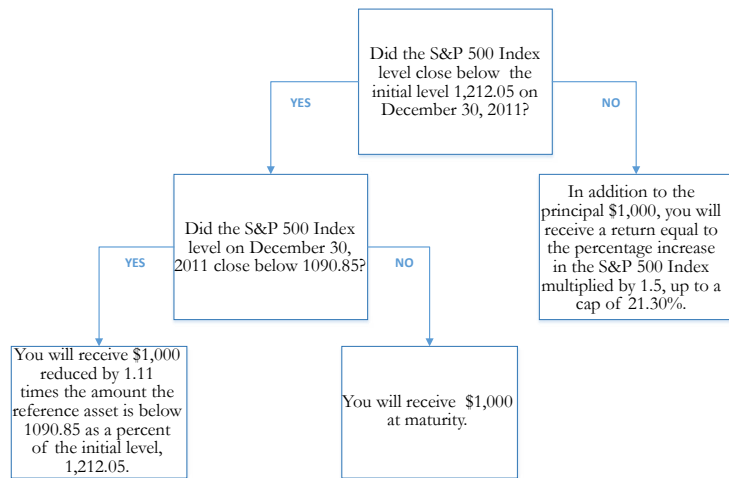 Did the S&P 500 Index
level close below the
initial level 1,212.05 on
December 30, 2011?
YES
NO
Did the S&P 500 Index
level on December 30,
2011 close below 1090.85?
In addition to the
principal $1,000, you will
receive a return equal to
the percentage increase
in the S&P 500 Index
multiplied by 1.5, up to a
cap of 21.30%.
YES
NO
You will receive $1,000
reduced by 1.11
times the amount the
reference asset is below
1090.85 as a percent
of the initial level,
1,212.05.
You will receive $1,000
at maturity.